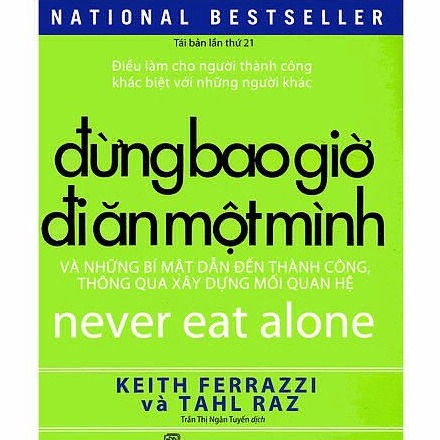 NATIONAL BESTSELLER
Tái bản lần thứ 21
Điều làm cho người thành công
khác biệt với những người khác
đừng bao giờ
đi ăn một mình
VÀ NHỮNG BÍ MẬT DẪN ĐẾN THÀNH CÔNG,
THÔNG QUA XÂY DỰNG MỐI QUAN HỆ
never eat alone
KEITH FERRAZZI
và TAHL RAZ
Trần Thị Ngân Tuyến dịch